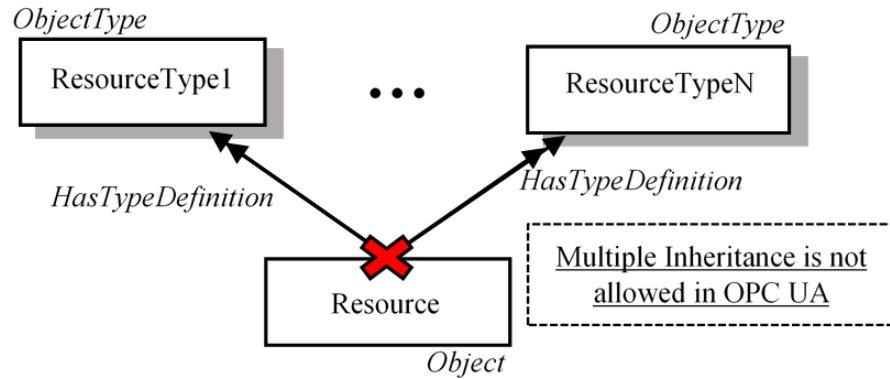 ObjectType
ObjectType
ResourceType1
...
ResourceTypeN
HasTypeDefinition
HasTypeDefinition
Multiple Inheritance is not
allowed in OPC UA
Resource
Object